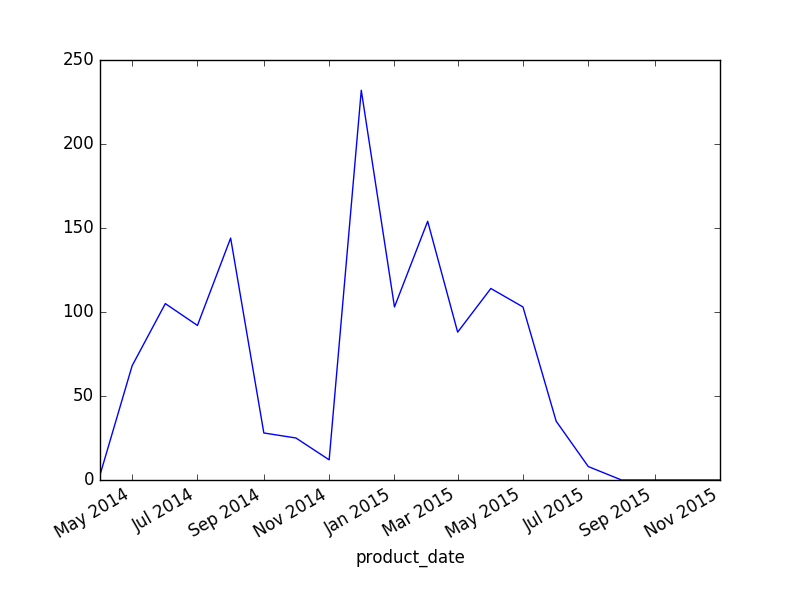 250
200
150
100
50
0
May 2014
Jul 2014
Sep 2014
Nov 2014
Jan 2015
Mar 2015
May 2015
Jul 2015
Sep 2015
Nov 2015
product_date